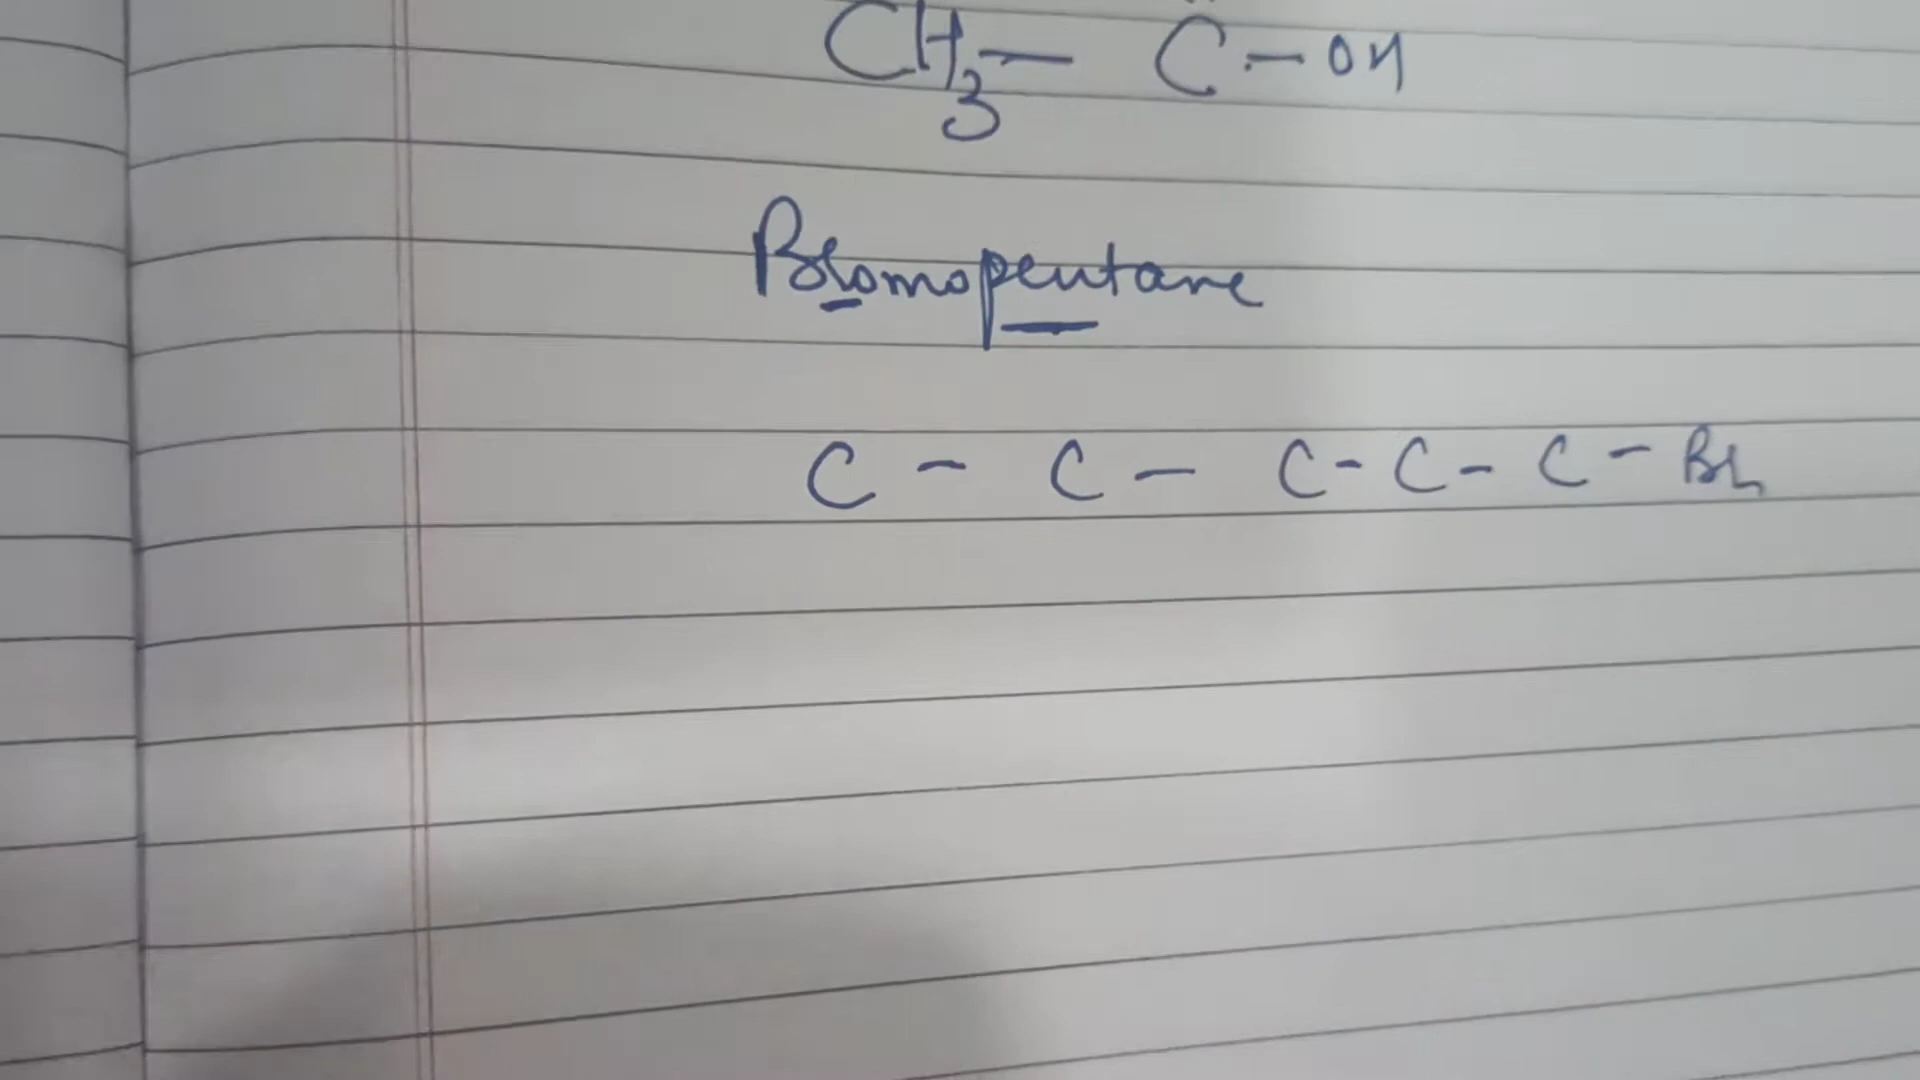 CH3 — C — OH
Bromopentane
C - C - C - C - C - Br